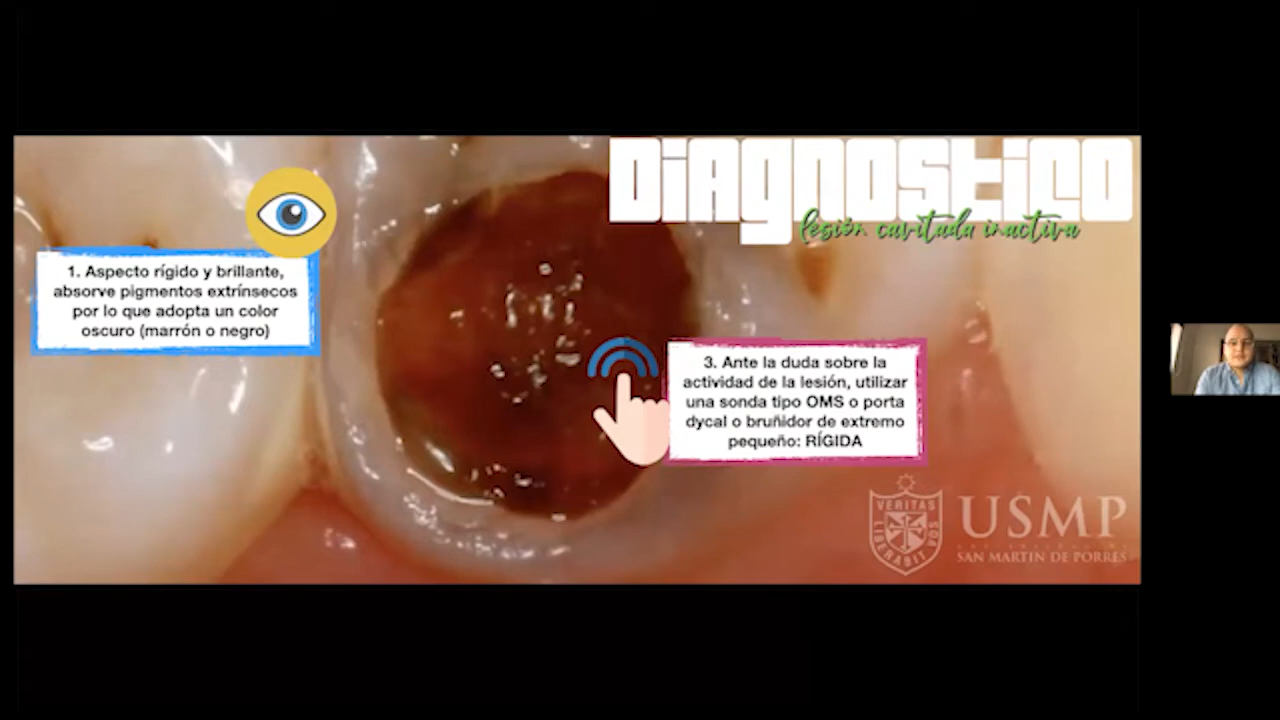 Diagnostico
lesión cavitada inactiva
1. Aspecto rígido y brillante,
absorve pigmentos extrínsecos
por lo que adopta un color
oscuro (marrón o negro)
3. Ante la duda sobre la
actividad de la lesión, utilizar
una sonda tipo OMS o porta
dycal o bruñidor de extremo
pequeño: RÍGIDA
VERITAS
LIBERABIT VOS
USMP
SAN MARTIN DE PORRES